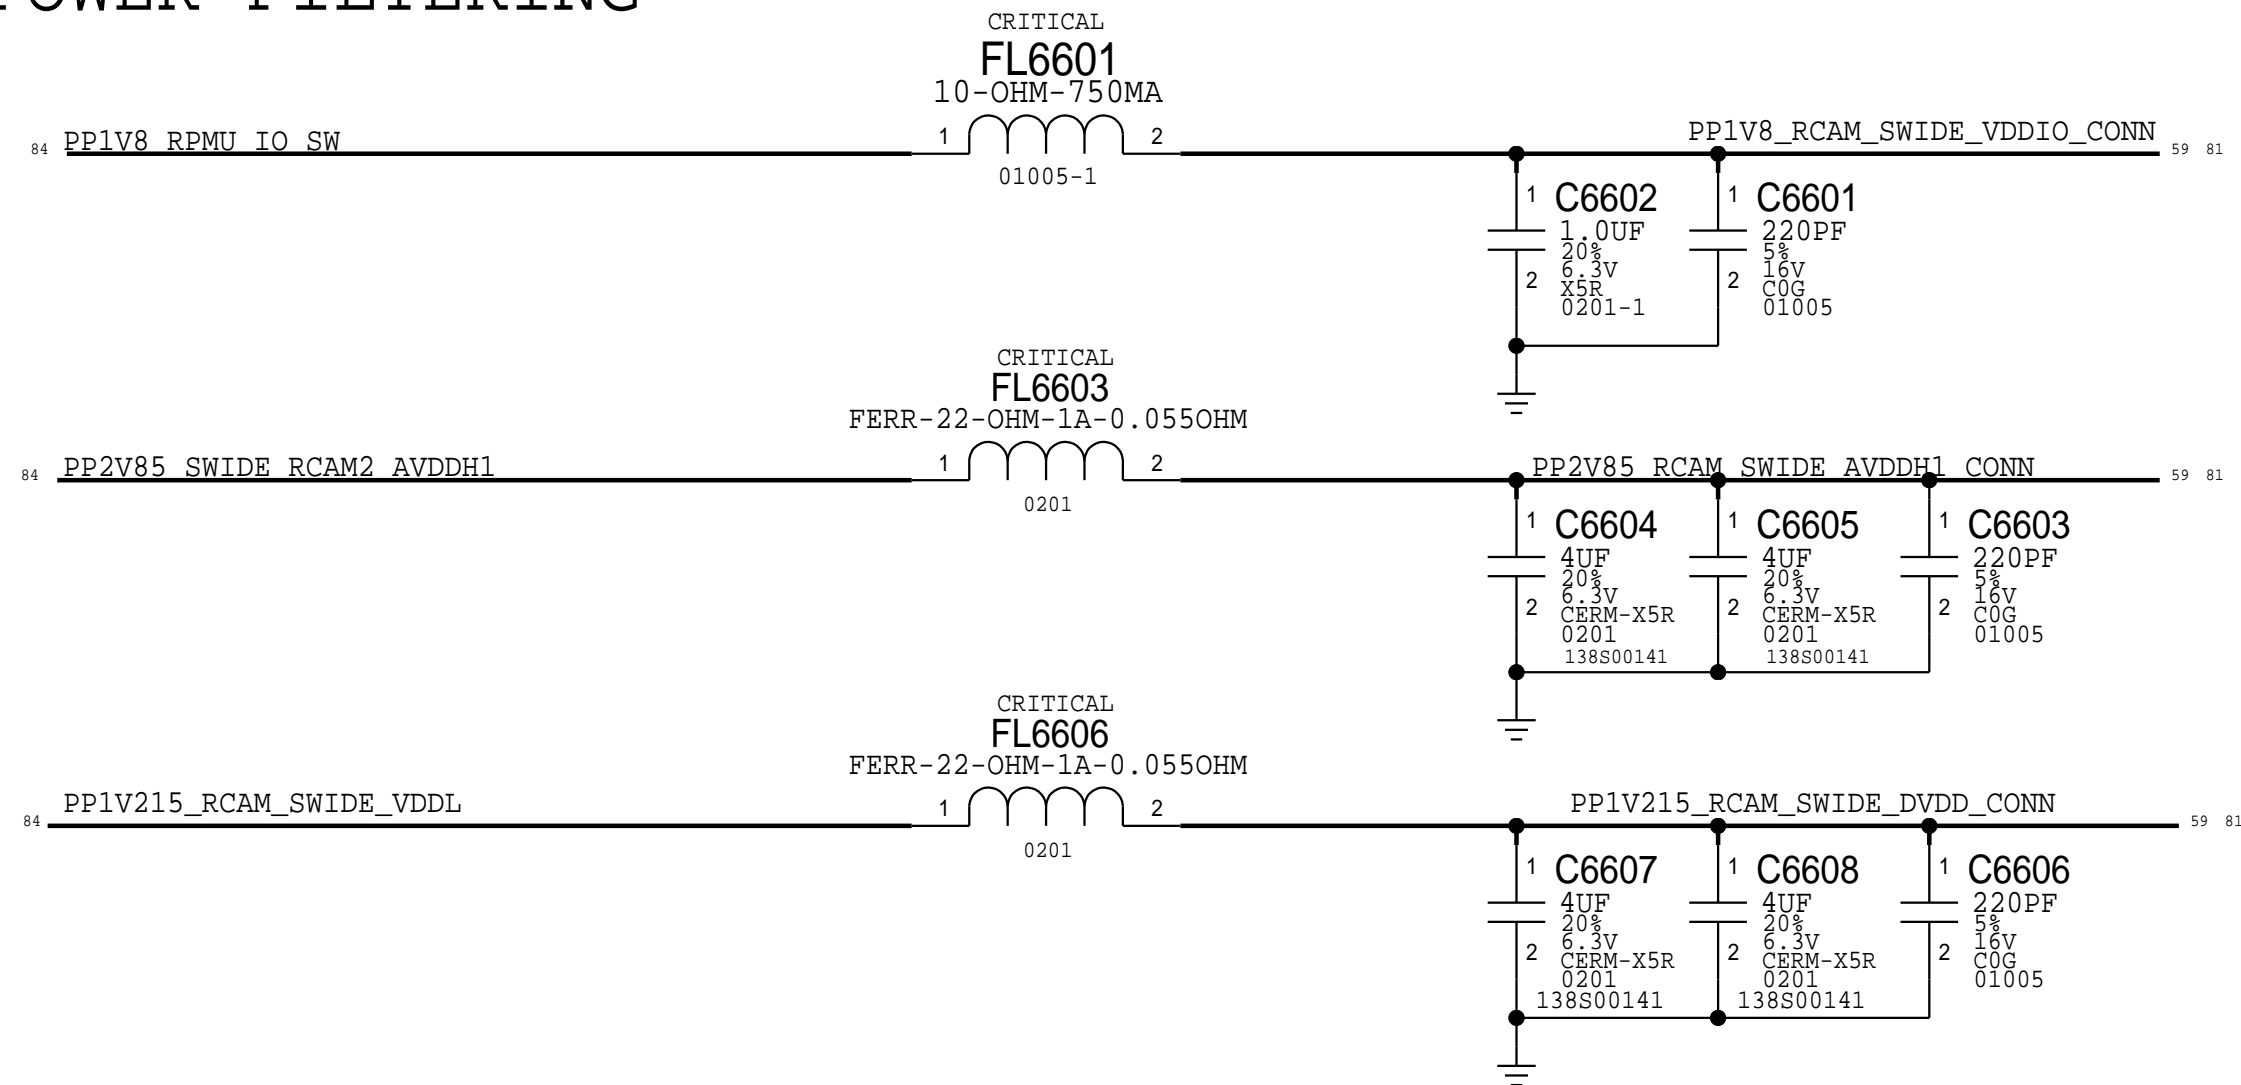 POWER FILTERING
CRITICAL
FL6601
10-OHM-750MA
84 PP1V8_RPMU_IO_SW
1 2
01005-1
PP1V8_RCAM_SWIDE_VDDIO_CONN
59 81
1 C6602
1.0UF
20%
6.3V
2 X5R
0201-1
1 C6601
220PF
5%
16V
2 C0G
01005
CRITICAL
FL6603
FERR-22-OHM-1A-0.055OHM
84 PP2V85_SWIDE_RCAM2_AVDDH1
1 2
0201
PP2V85_RCAM_SWIDE_AVDDH1_CONN
59 81
1 C6604
4UF
20%
6.3V
2 CERM-X5R
0201
138S00141
1 C6605
4UF
20%
6.3V
2 CERM-X5R
0201
138S00141
1 C6603
220PF
5%
16V
2 C0G
01005
CRITICAL
FL6606
FERR-22-OHM-1A-0.055OHM
84 PP1V215_RCAM_SWIDE_VDDL
1 2
0201
PP1V215_RCAM_SWIDE_DVDD_CONN
59 81
1 C6607
4UF
20%
6.3V
2 CERM-X5R
0201
138S00141
1 C6608
4UF
20%
6.3V
2 CERM-X5R
0201
138S00141
1 C6606
220PF
5%
16V
2 C0G
01005